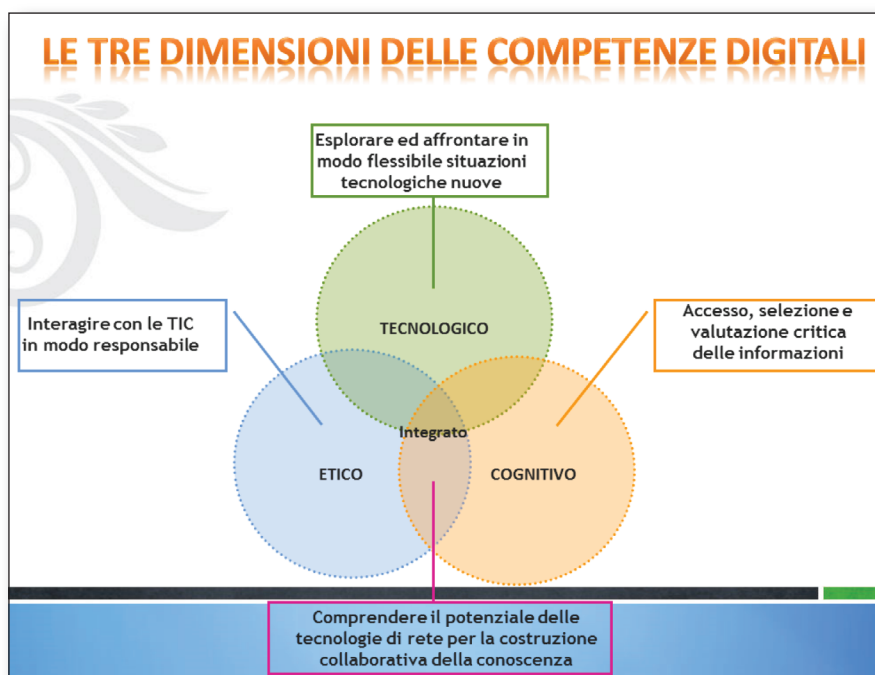 LE TRE DIMENSIONI DELLE COMPETENZE DIGITALI
Esplorare ed affrontare in
modo flessibile situazioni
tecnologiche nuove
Interagire con le TIC
in modo responsabile
TECNOLOGICO
Accesso, selezione e
valutazione critica
delle informazioni
Integrato
ETICO
COGNITIVO
Comprendere il potenziale delle
tecnologie di rete per la costruzione
collaborativa della conoscenza